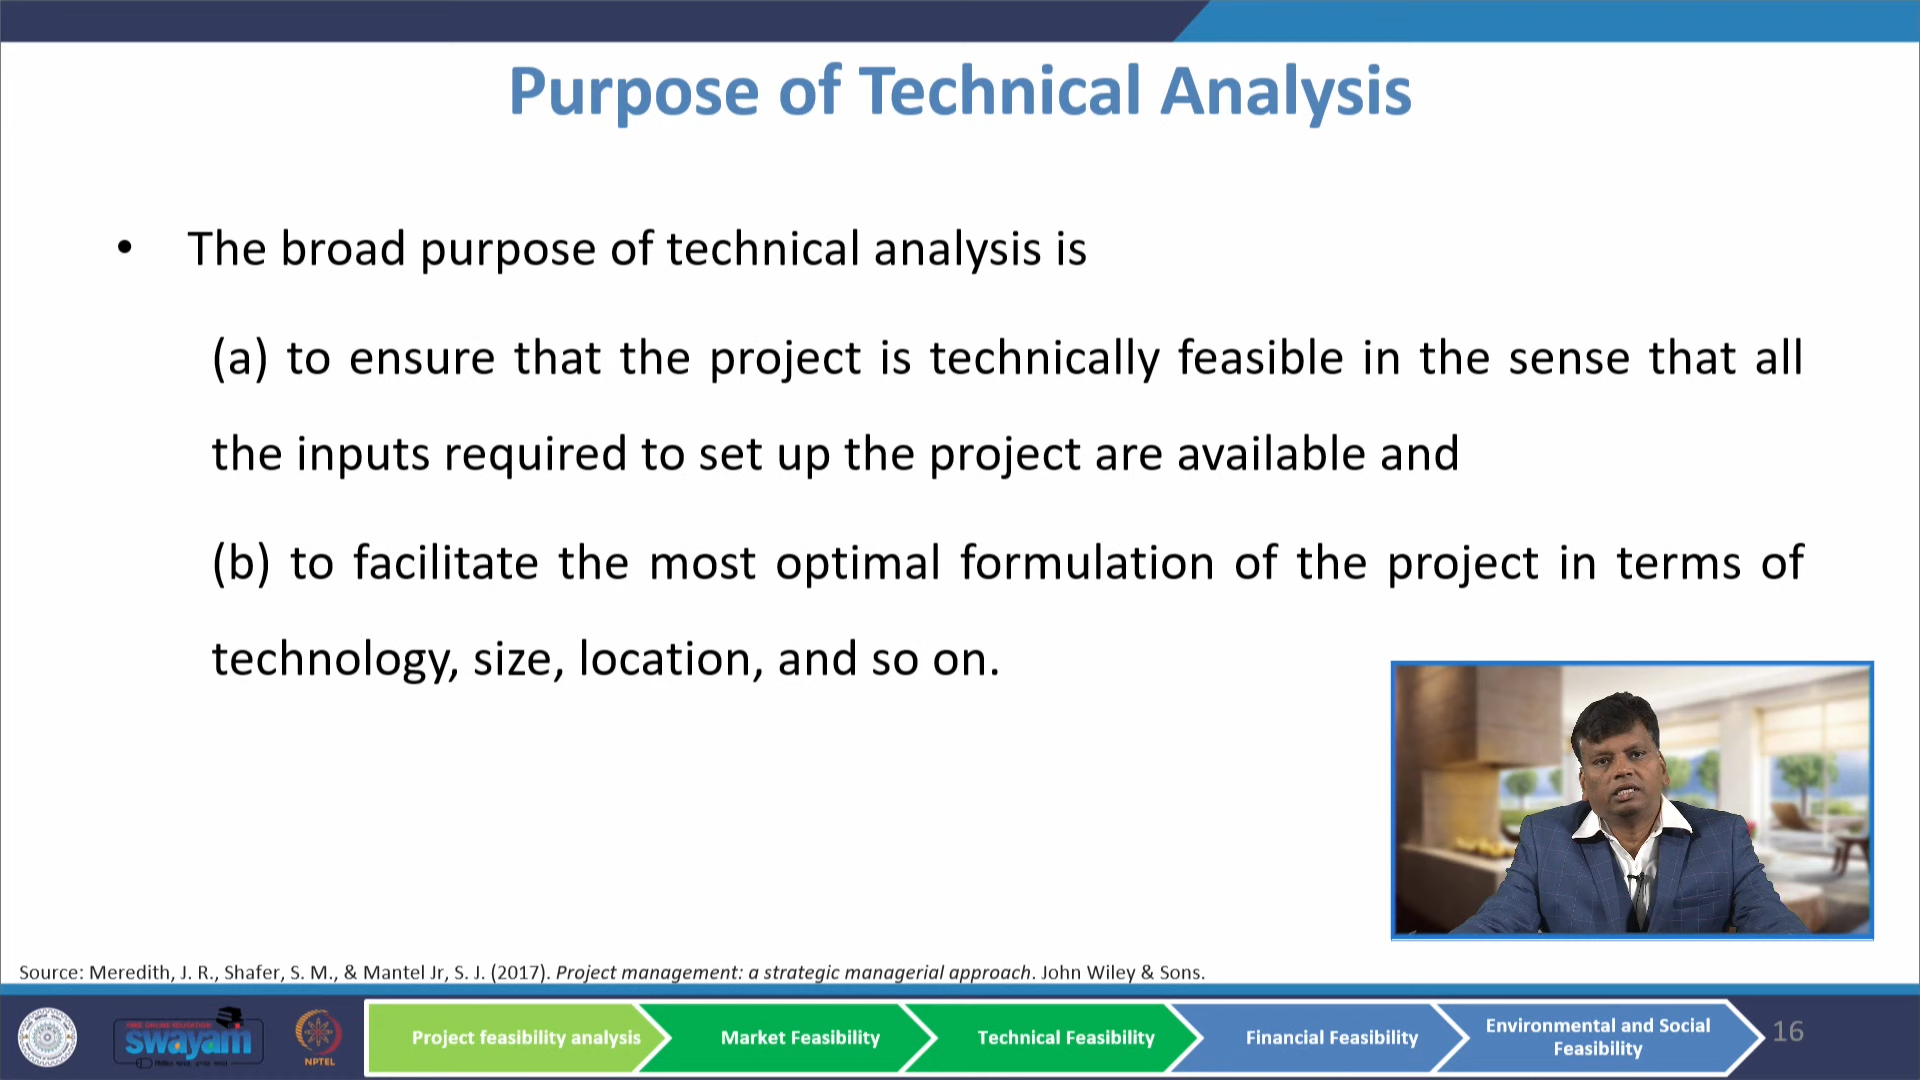 Purpose of Technical Analysis
• The broad purpose of technical analysis is
(a) to ensure that the project is technically feasible in the sense that all
the inputs required to set up the project are available and
(b) to facilitate the most optimal formulation of the project in terms of
technology, size, location, and so on.
Source: Meredith, J. R., Shafer, S. M., & Mantel Jr, S. J. (2017). Project management: a strategic managerial approach. John Wiley & Sons.
FREE ONLINE EDUCATION
swayam
NPTEL
Project feasibility analysis
Market Feasibility
Technical Feasibility
Financial Feasibility
Environmental and Social
Feasibility
16